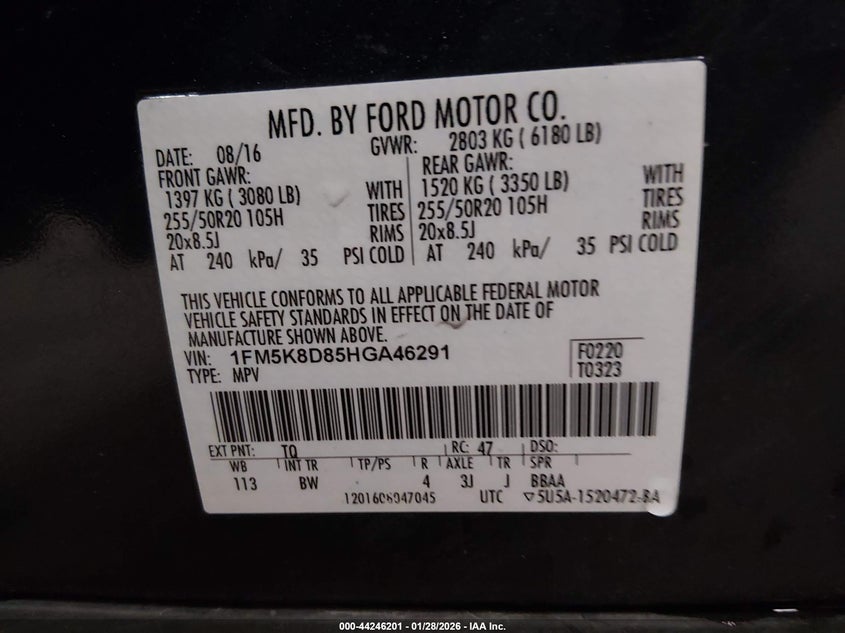 MFD. BY FORD MOTOR CO.
DATE: 08/16 GVWR: 2803 KG ( 6180 LB)
FRONT GAWR: REAR GAWR:
1397 KG ( 3080 LB) WITH 1520 KG ( 3350 LB) WITH
255/50R20 105H TIRES 255/50R20 105H TIRES
20x8.5J RIMS 20x8.5J RIMS
AT 240 kPa/ 35 PSI COLD AT 240 kPa/ 35 PSI COLD
THIS VEHICLE CONFORMS TO ALL APPLICABLE FEDERAL MOTOR
VEHICLE SAFETY STANDARDS IN EFFECT ON THE DATE OF
MANUFACTURE SHOWN ABOVE.
VIN: 1FM5K8D85HGA46291 F0220
TYPE: MPV T0323
EXT PNT: TQ RC: 47 DSO:
WB INT TR TP/PS R AXLE TR SPR
113 BW 4 3J J BBAA
UTC 5U5A-1520472-BA
000-44246201 - 01/28/2026 - IAA Inc.